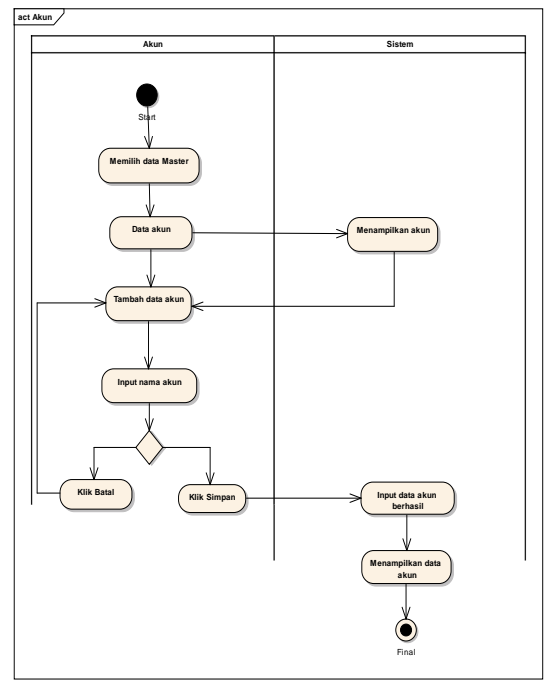 act Akun
Akun
Sistem
Start
Memilih data Master
Data akun
Menampilkan akun
Tambah data akun
Input nama akun
Klik Batal
Klik Simpan
Input data akun
berhasil
Menampilkan data
akun
Final